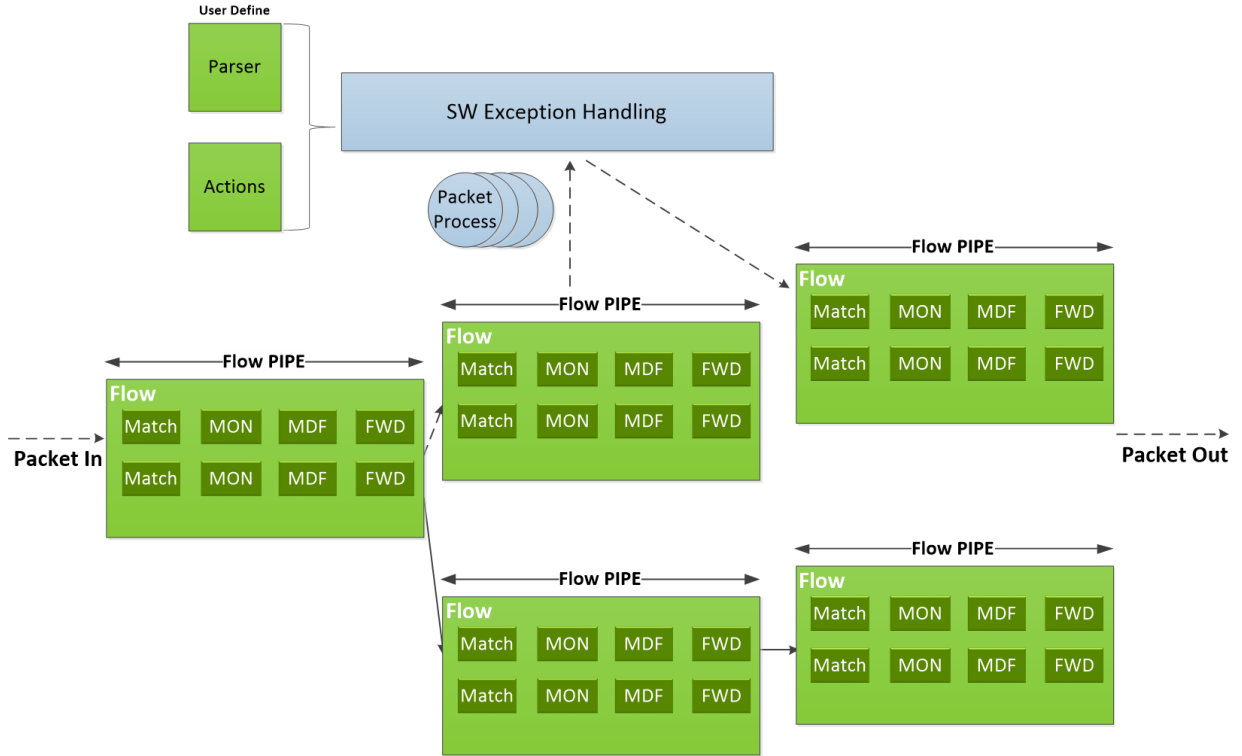 User Define
Parser
Actions
SW Exception Handling
Packet
Process
Flow PIPE
Flow
Match MON MDF FWD
Match MON MDF FWD
Flow PIPE
Flow
Match MON MDF FWD
Match MON MDF FWD
Flow PIPE
Flow
Match MON MDF FWD
Match MON MDF FWD
Packet In
Packet Out
Flow PIPE
Flow
Match MON MDF FWD
Match MON MDF FWD
Flow PIPE
Flow
Match MON MDF FWD
Match MON MDF FWD